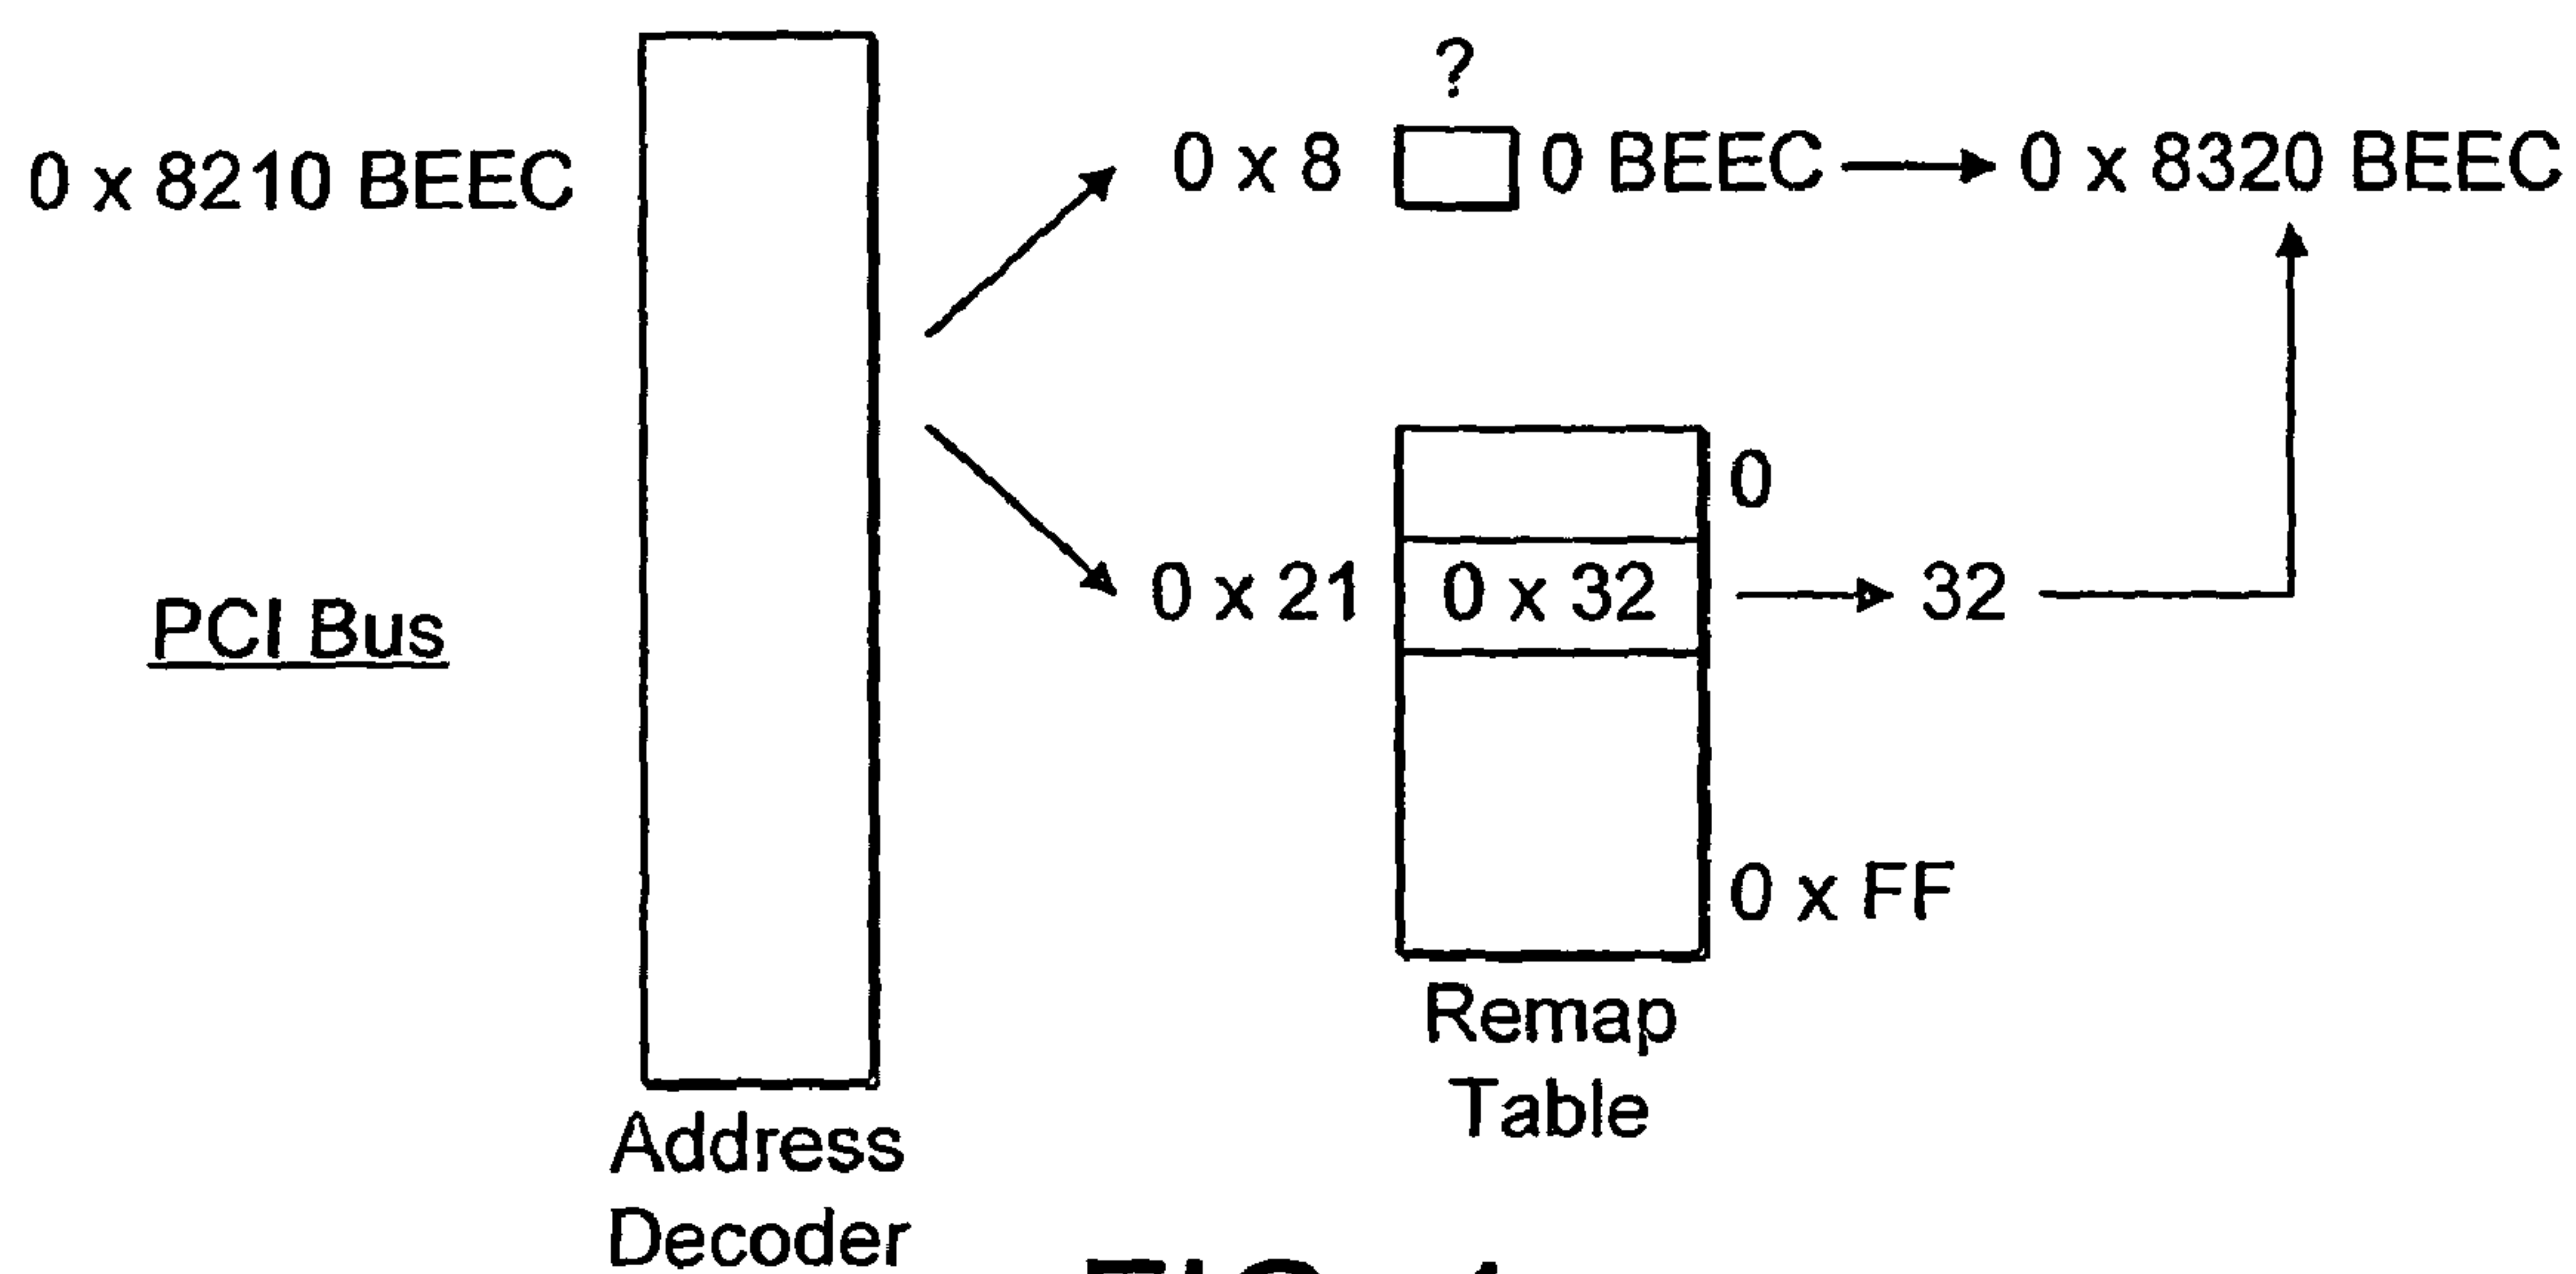 ?
0 x 8210 BEEC
0 x 8
0 BEEC
0 x 8320 BEEC
0
0 x 21
0 x 32
32
PCI Bus
0 x FF
Remap
Table
Address
Decoder